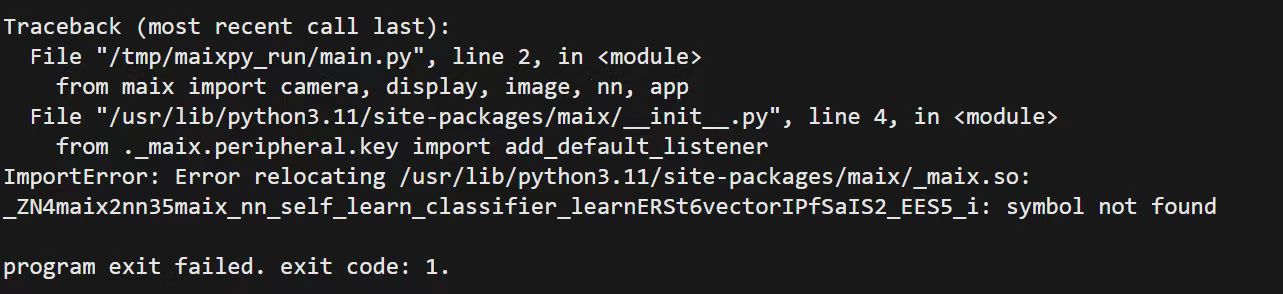 Traceback (most recent call last):
  File "/tmp/maixpy_run/main.py", line 2, in <module>
    from maix import camera, display, image, nn, app
  File "/usr/lib/python3.11/site-packages/maix/__init__.py", line 4, in <module>
    from ._maix.peripheral.key import add_default_listener
ImportError: Error relocating /usr/lib/python3.11/site-packages/maix/_maix.so:
_ZN4maix2nn35maix_nn_self_learn_classifier_learnERSt6vectorIPfSaIS2_EES5_i: symbol not found
program exit failed. exit code: 1.